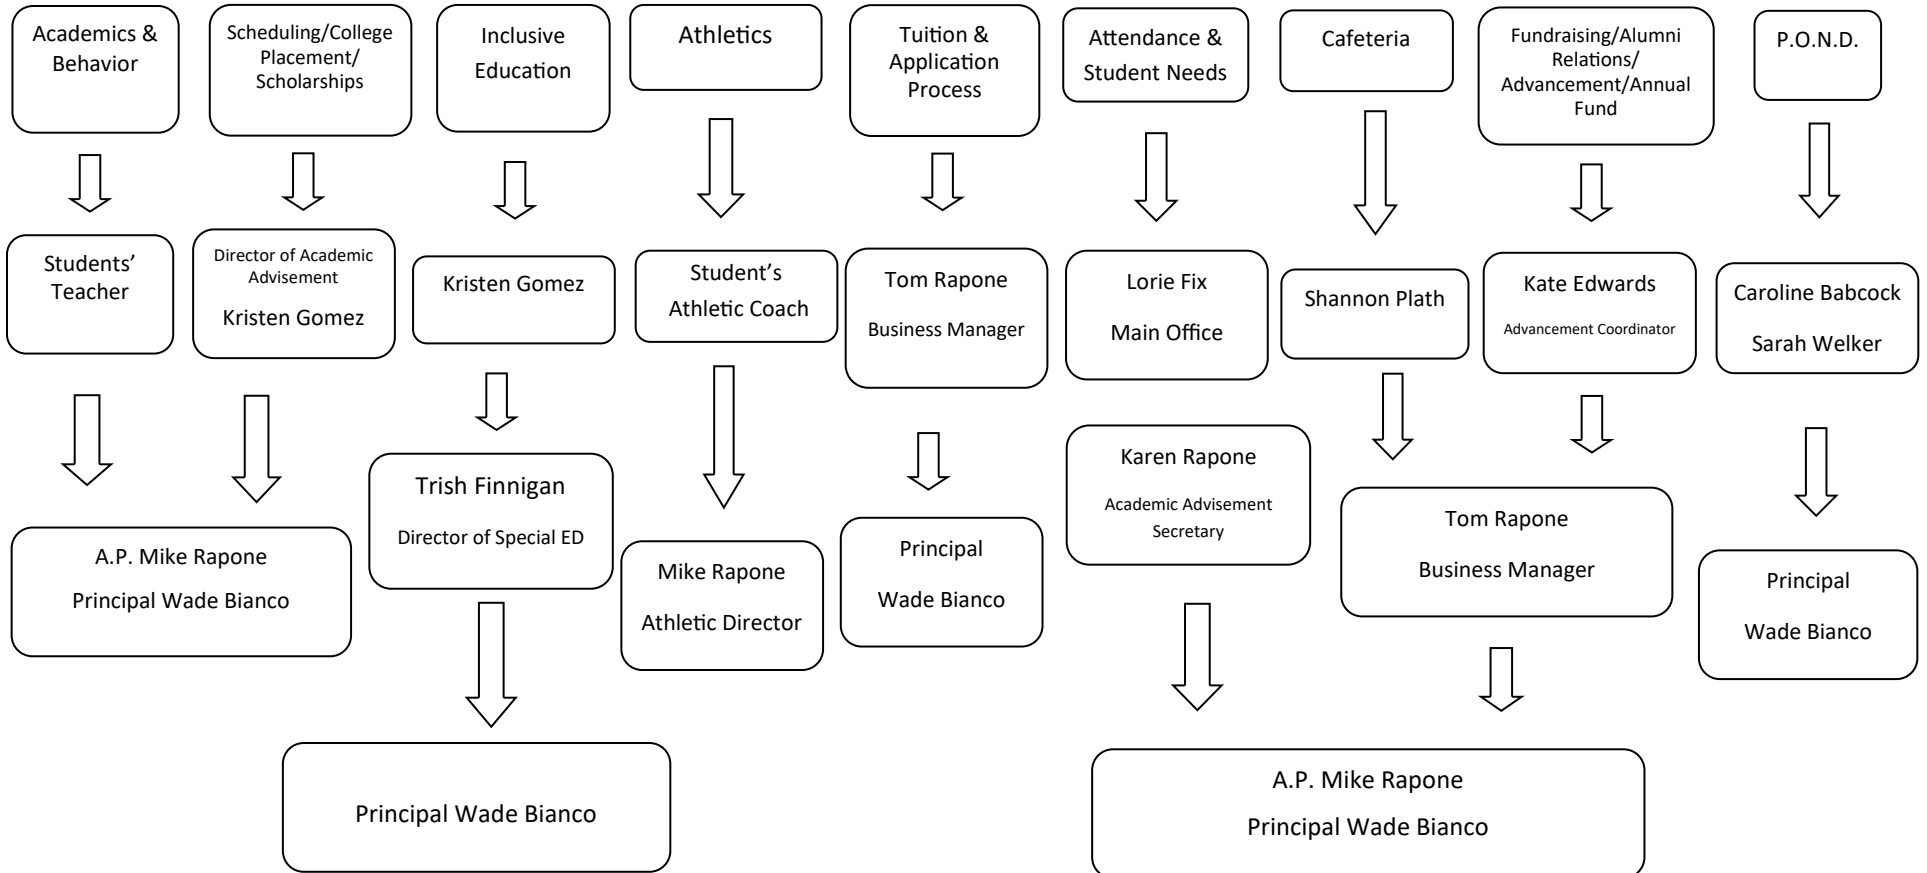 Academics &
Behavior
Scheduling/College
Placement/
Scholarships
Inclusive
Education
Athletics
Tuition &
Application
Process
Attendance &
Student Needs
Cafeteria
Fundraising/Alumni
Relations/
Advancement/Annual
Fund
P.O.N.D.
Students’
Teacher
Director of Academic
Advisement
Kristen Gomez
Kristen Gomez
Student’s
Athletic Coach
Tom Rapone
Business Manager
Lorie Fix
Main Office
Shannon Plath
Kate Edwards
Advancement Coordinator
Caroline Babcock
Sarah Welker
A.P. Mike Rapone
Principal Wade Bianco
Trish Finnigan
Director of Special ED
Mike Rapone
Athletic Director
Principal
Wade Bianco
Karen Rapone
Academic Advisement
Secretary
Tom Rapone
Business Manager
Principal
Wade Bianco
Principal Wade Bianco
A.P. Mike Rapone
Principal Wade Bianco